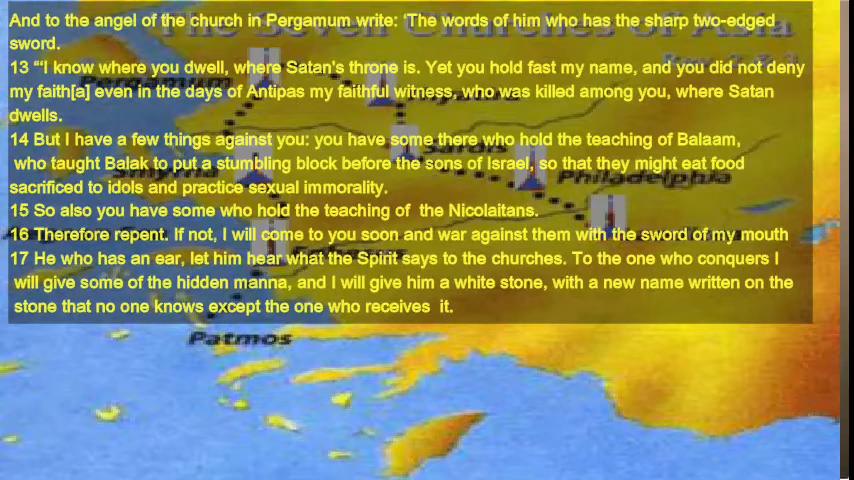 And to the angel of the church in Pergamum write: ‘The words of him who has the sharp two-edged
sword.
13 “‘I know where you dwell, where Satan's throne is. Yet you hold fast my name, and you did not deny
my faith[a] even in the days of Antipas my faithful witness, who was killed among you, where Satan
dwells.
14 But I have a few things against you: you have some there who hold the teaching of Balaam,
who taught Balak to put a stumbling block before the sons of Israel, so that they might eat food
sacrificed to idols and practice sexual immorality.
15 So also you have some who hold the teaching of the Nicolaitans.
16 Therefore repent. If not, I will come to you soon and war against them with the sword of my mouth
17 He who has an ear, let him hear what the Spirit says to the churches. To the one who conquers I
will give some of the hidden manna, and I will give him a white stone, with a new name written on the
stone that no one knows except the one who receives it.
The Seven Churches of Asia
Pergamum
Sardis
Smyrna
Philadelphia
Patmos